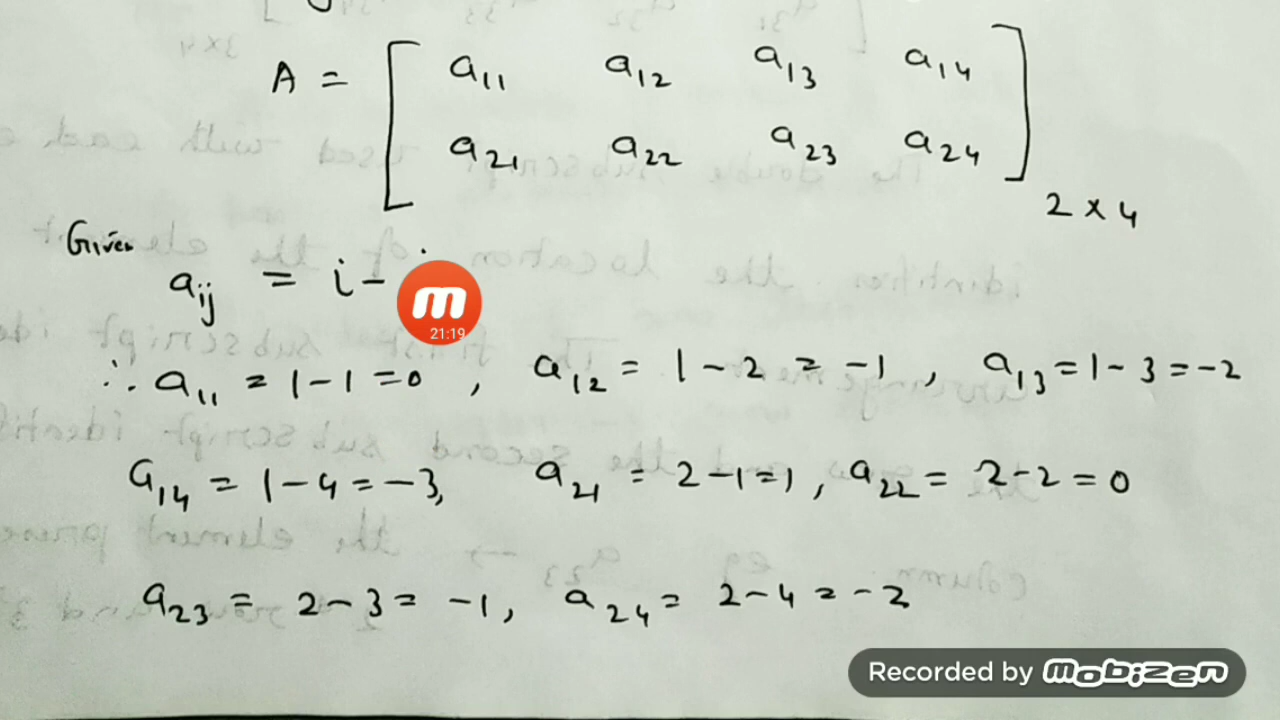 A = [ a₁₁ a₁₂ a₁₃ a₁₄
a₂₁ a₂₂ a₂₃ a₂₄ ] 2 × 4
Given
aᵢⱼ = i -
m
21:19
∴ a₁₁ = 1 - 1 = 0 , a₁₂ = 1 - 2 = -1 , a₁₃ = 1 - 3 = -2
a₁₄ = 1 - 4 = -3, a₂₁ = 2 - 1 = 1 , a₂₂ = 2 - 2 = 0
a₂₃ = 2 - 3 = -1, a₂₄ = 2 - 4 = -2
Recorded by mobizen